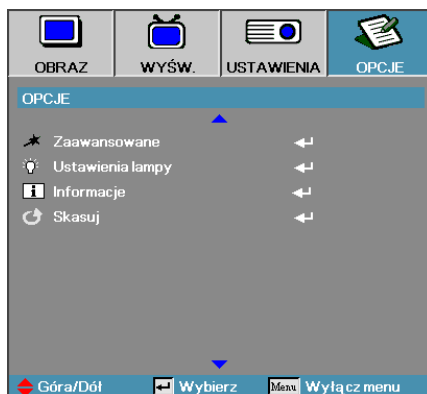 OBRAZ WYŚW. USTAWIENIA OPCJE
OPCJE
Zaawansowane
Ustawienia lampy
Informacje
Skasuj
Góra/Dół Wybierz Menu Wyłącz menu